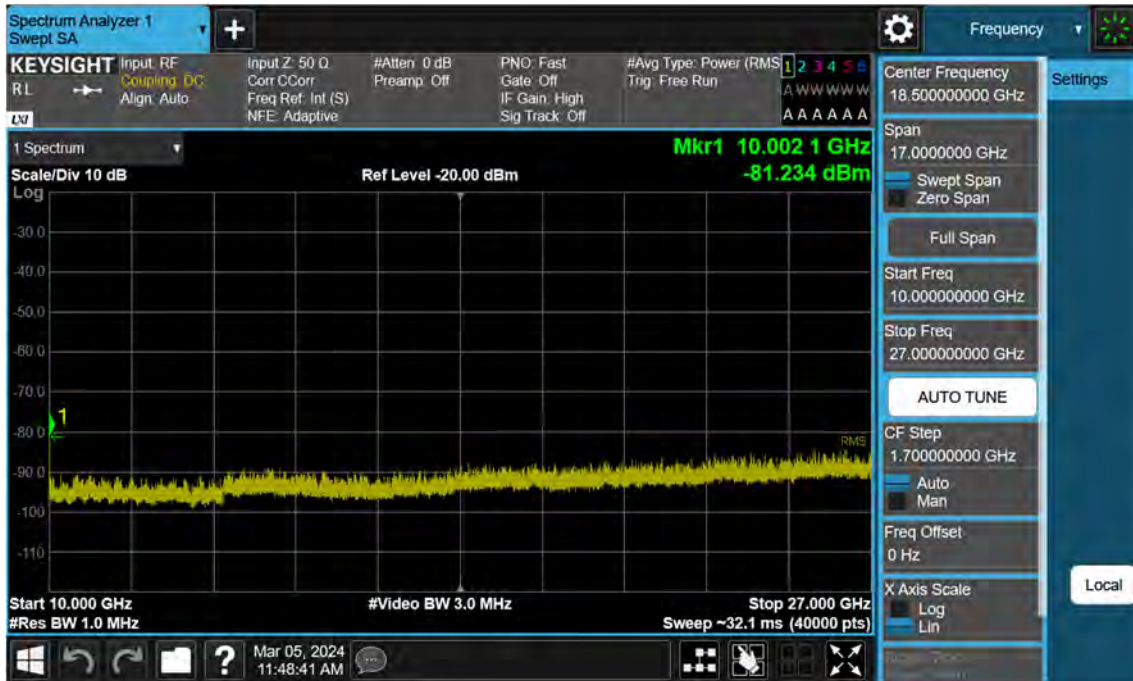 Spectrum Analyzer 1
Swept SA
Frequency
KEYSIGHT
RL
LXI
Input: RF
Coupling: DC
Align: Auto
Input Z: 50 Ω
Corr CCorr
Freq Ref: Int (S)
NFE: Adaptive
#Atten: 0 dB
Preamp: Off
PNO: Fast
Gate: Off
IF Gain: High
Sig Track: Off
#Avg Type: Power (RMS
Trig: Free Run
1 2 3 4 5 6
A W W W W W
A A A A A A
1 Spectrum
Scale/Div 10 dB
Ref Level -20.00 dBm
Mkr1 10.002 1 GHz
-81.234 dBm
Log
-30.0
-40.0
-50.0
-60.0
-70.0
-80.0
-90.0
-100
-110
1
RMS
Start 10.000 GHz
#Res BW 1.0 MHz
#Video BW 3.0 MHz
Stop 27.000 GHz
Sweep ~32.1 ms (40000 pts)
Mar 05, 2024
11:48:41 AM
?
Center Frequency
18.500000000 GHz
Span
17.0000000 GHz
Swept Span
Zero Span
Full Span
Start Freq
10.000000000 GHz
Stop Freq
27.000000000 GHz
AUTO TUNE
CF Step
1.700000000 GHz
Auto
Man
Freq Offset
0 Hz
X Axis Scale
Log
Lin
Settings
Local